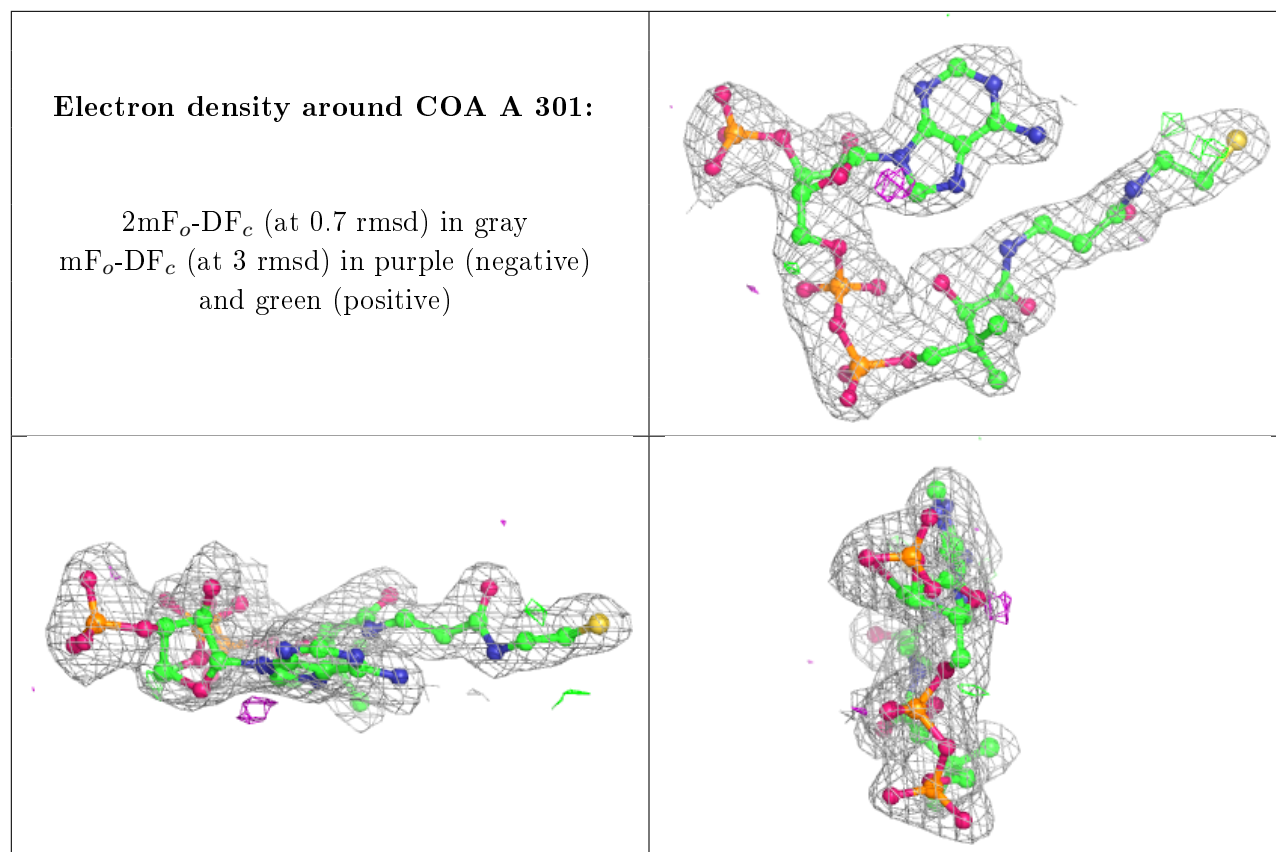 Electron density around COA A 301:
2mFₒ-DF𝑐 (at 0.7 rmsd) in gray
mFₒ-DF𝑐 (at 3 rmsd) in purple (negative)
and green (positive)